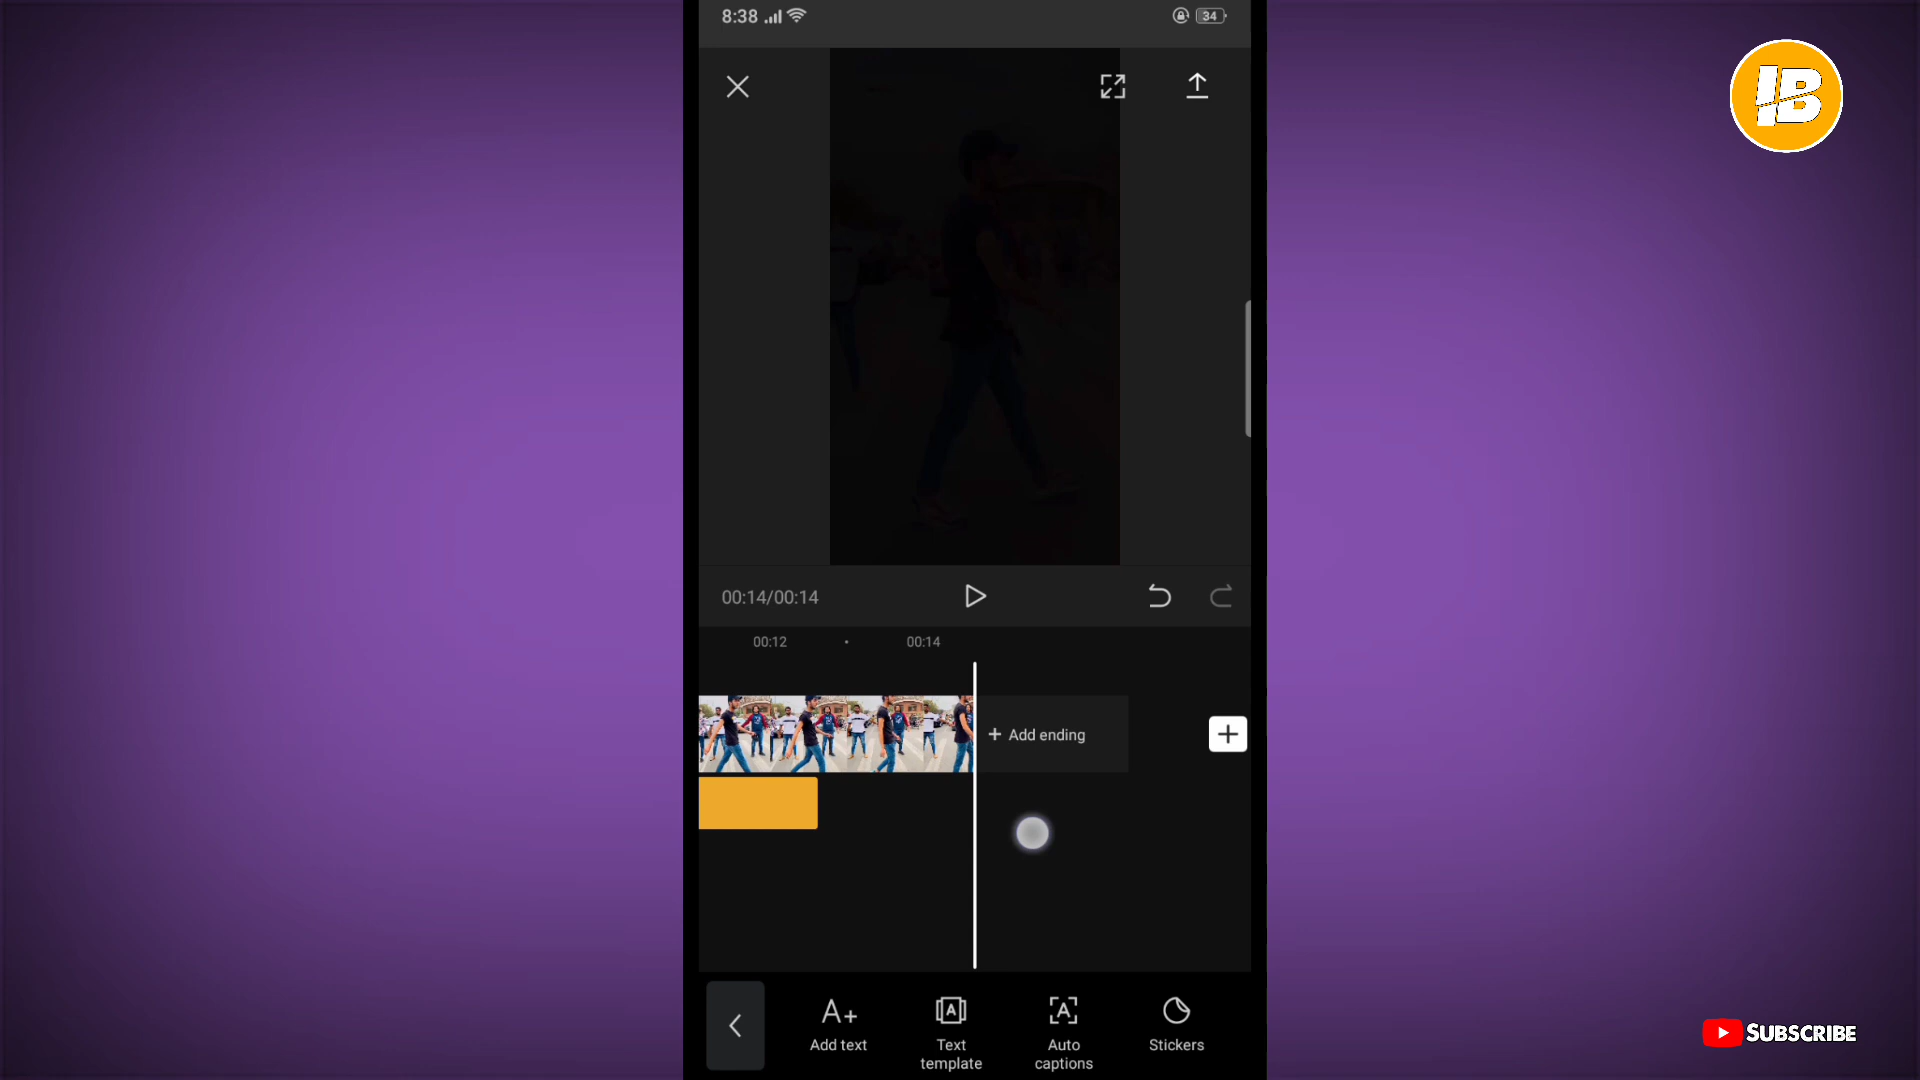 8:38
34
IB
00:14/00:14
00:12
00:14
+ Add ending
A+
A
A
Add text
Text
template
Auto
captions
Stickers
SUBSCRIBE